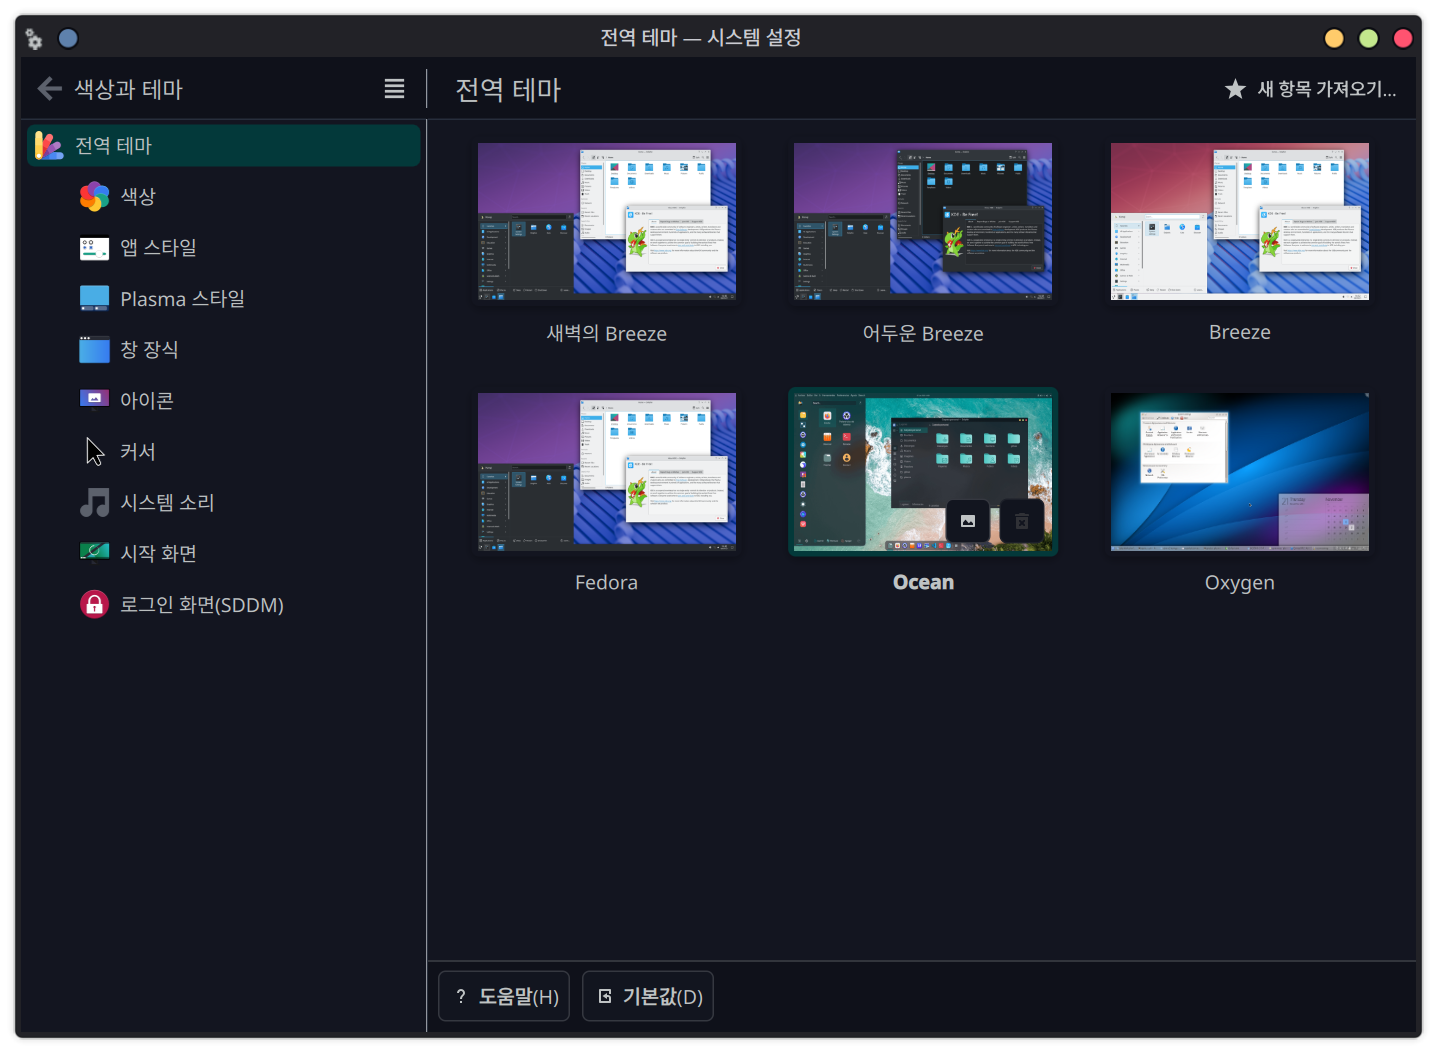 전역 테마 — 시스템 설정
색상과 테마
전역 테마
새 항목 가져오기...
전역 테마
색상
앱 스타일
Plasma 스타일
창 장식
아이콘
커서
시스템 소리
시작 화면
로그인 화면(SDDM)
새벽의 Breeze
어두운 Breeze
Breeze
Fedora
Ocean
Oxygen
? 도움말(H)
기본값(D)